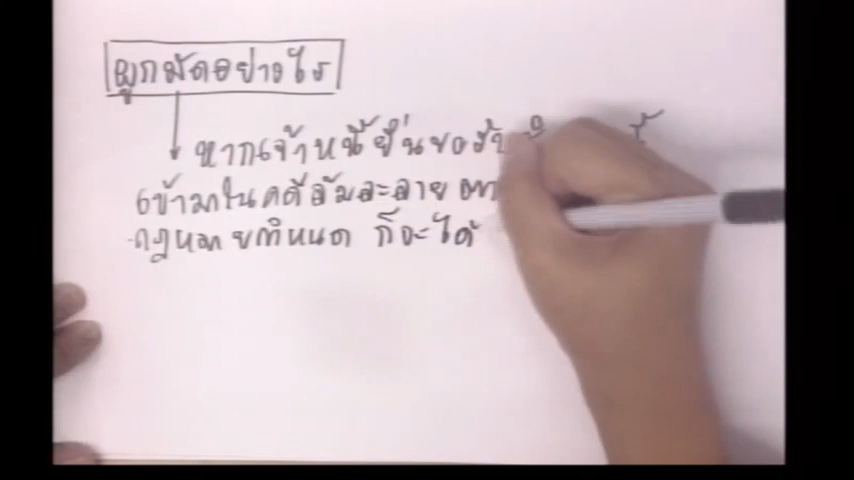 ผูกมัดอย่างไร
หากเจ้าหนี้ยื่นขอรับ
เข้ามาในคดีล้มละลาย
กฎหมายกำหนด ก็จะได้